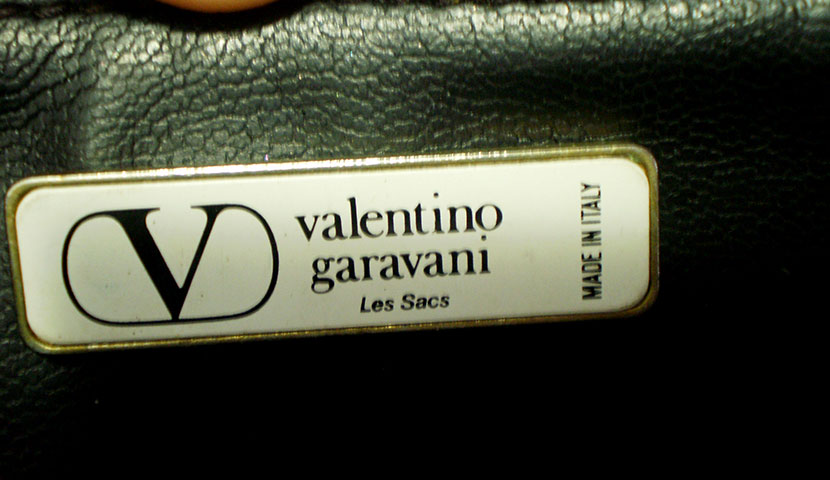 V
valentino
garavani
Les Sacs
MADE IN ITALY